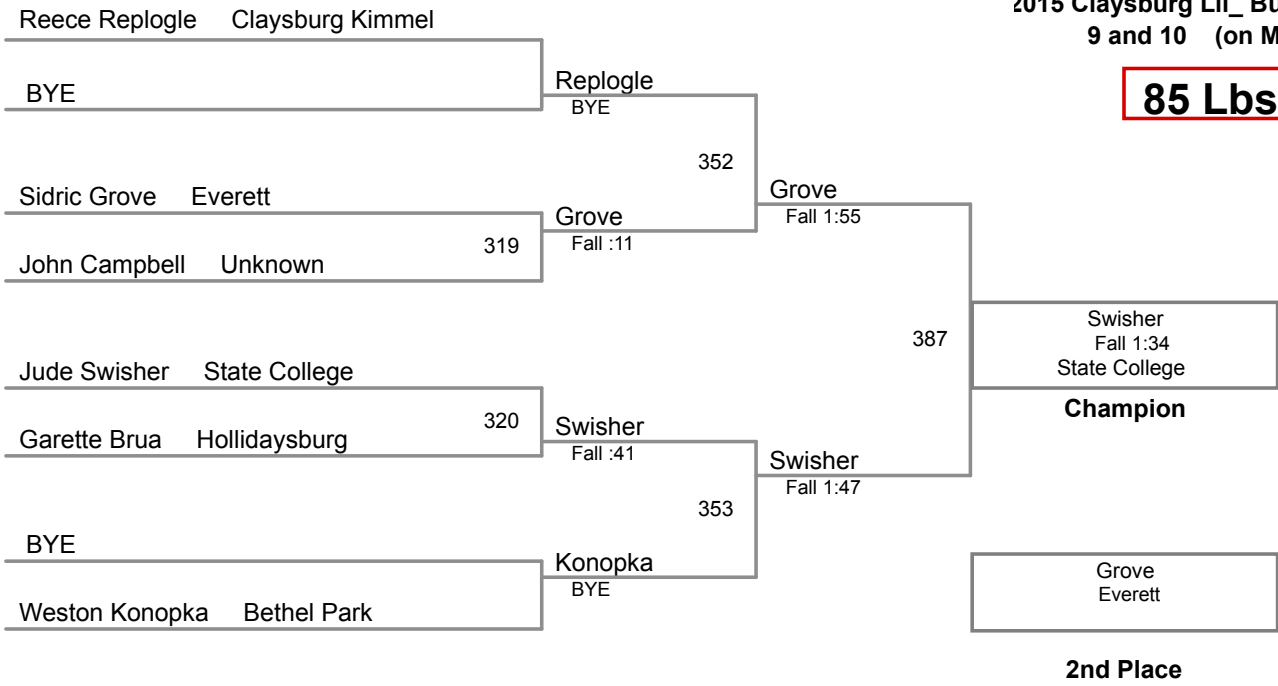 2015 Claysburg Lil_ Bu
9 and 10 (on M
85 Lbs
Reece Replogle Claysburg Kimmel
BYE
Replogle
BYE
352
Sidric Grove Everett
319
John Campbell Unknown
Grove
Fall :11
Grove
Fall 1:55
387
Jude Swisher State College
320
Garette Brua Hollidaysburg
Swisher
Fall :41
353
Swisher
Fall 1:47
BYE
Weston Konopka Bethel Park
Konopka
BYE
Swisher
Fall 1:34
State College
Champion
Grove
Everett
2nd Place